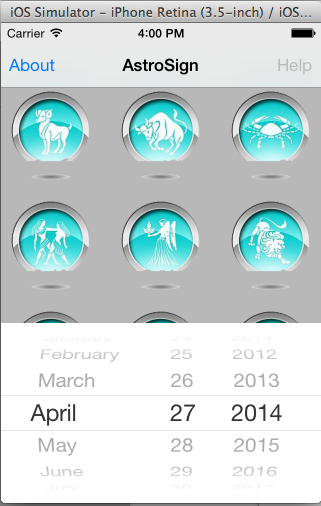 iOS Simulator - iPhone Retina (3.5-inch) / iOS...
Carrier 4:00 PM
About AstroSign Help
January 24 2011
February 25 2012
March 26 2013
April 27 2014
May 28 2015
June 29 2016
July 30 2017